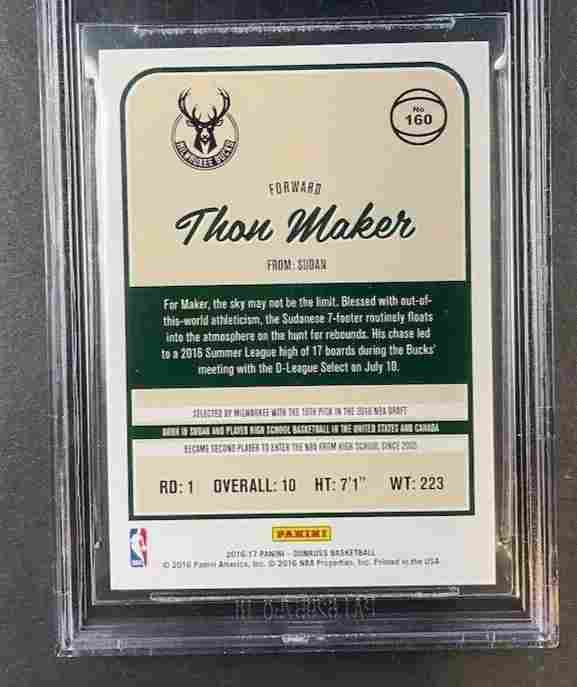 MILWAUKEE BUCKS
No
160
FORWARD
Thon Maker
FROM: SUDAN
For Maker, the sky may not be the limit. Blessed with out-of-
this-world athleticism, the Sudanese 7-footer routinely floats
into the atmosphere on the hunt for rebounds. His chase led
to a 2016 Summer League high of 17 boards during the Bucks'
meeting with the D-League Select on July 10.
SELECTED BY MILWAUKEE WITH THE 10TH PICK IN THE 2016 NBA DRAFT
BORN IN SUDAN AND PLAYED HIGH SCHOOL BASKETBALL IN THE UNITED STATES AND CANADA
BECAME SECOND PLAYER TO ENTER THE NBA FROM HIGH SCHOOL SINCE 2005
RD: 1 OVERALL: 10 HT: 7'1" WT: 223
PANINI
2016-17 PANINI - DONRUSS BASKETBALL
© 2016 Panini America, Inc. © 2016 NBA Properties, Inc. Printed in the USA